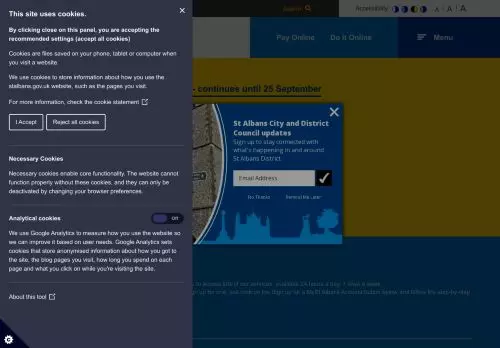 This site uses cookies.
By clicking close on this panel, you are accepting the
recommended settings (accept all cookies)
Cookies are files saved on your phone, tablet or computer when
you visit a website.
We use cookies to store information about how you use the
stalbans.gov.uk website, such as the pages you visit.
For more information, check the cookie statement
I Accept
Reject all cookies
Necessary Cookies
Necessary cookies enable core functionality. The website cannot
function properly without these cookies, and they can only be
deactivated by changing your browser preferences.
Analytical cookies
Off
We use Google Analytics to measure how you use the website so
we can improve it based on user needs. Google Analytics sets
cookies that store anonymised information about how you got to
the site, the blog pages you visit, how long you spend on each
page and what you click on while you're visiting the site.
About this tool
Search
Accessibility
A A A
Pay Online
Do It Online
Menu
- continues until 25 September
St Albans City and District
Council updates
Sign up to stay connected with
what's happening in and around
St Albans District.
Email Address
No Thanks
Remind Me Later